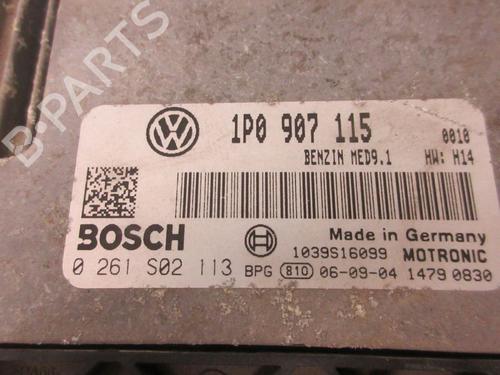 B-PARTS
1P0 907 115 0010
BENZIN MED9.1 HW: H14
BOSCH
Made in Germany
1039S16099 MOTRONIC
0 261 S02 113 BPG 810 06-09-04 1479 0830